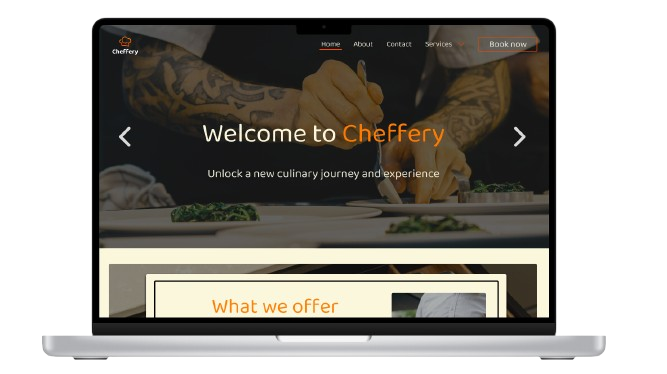 Cheffery
Home About Contact Services Book now
Welcome to Cheffery
Unlock a new culinary journey and experience
What we offer